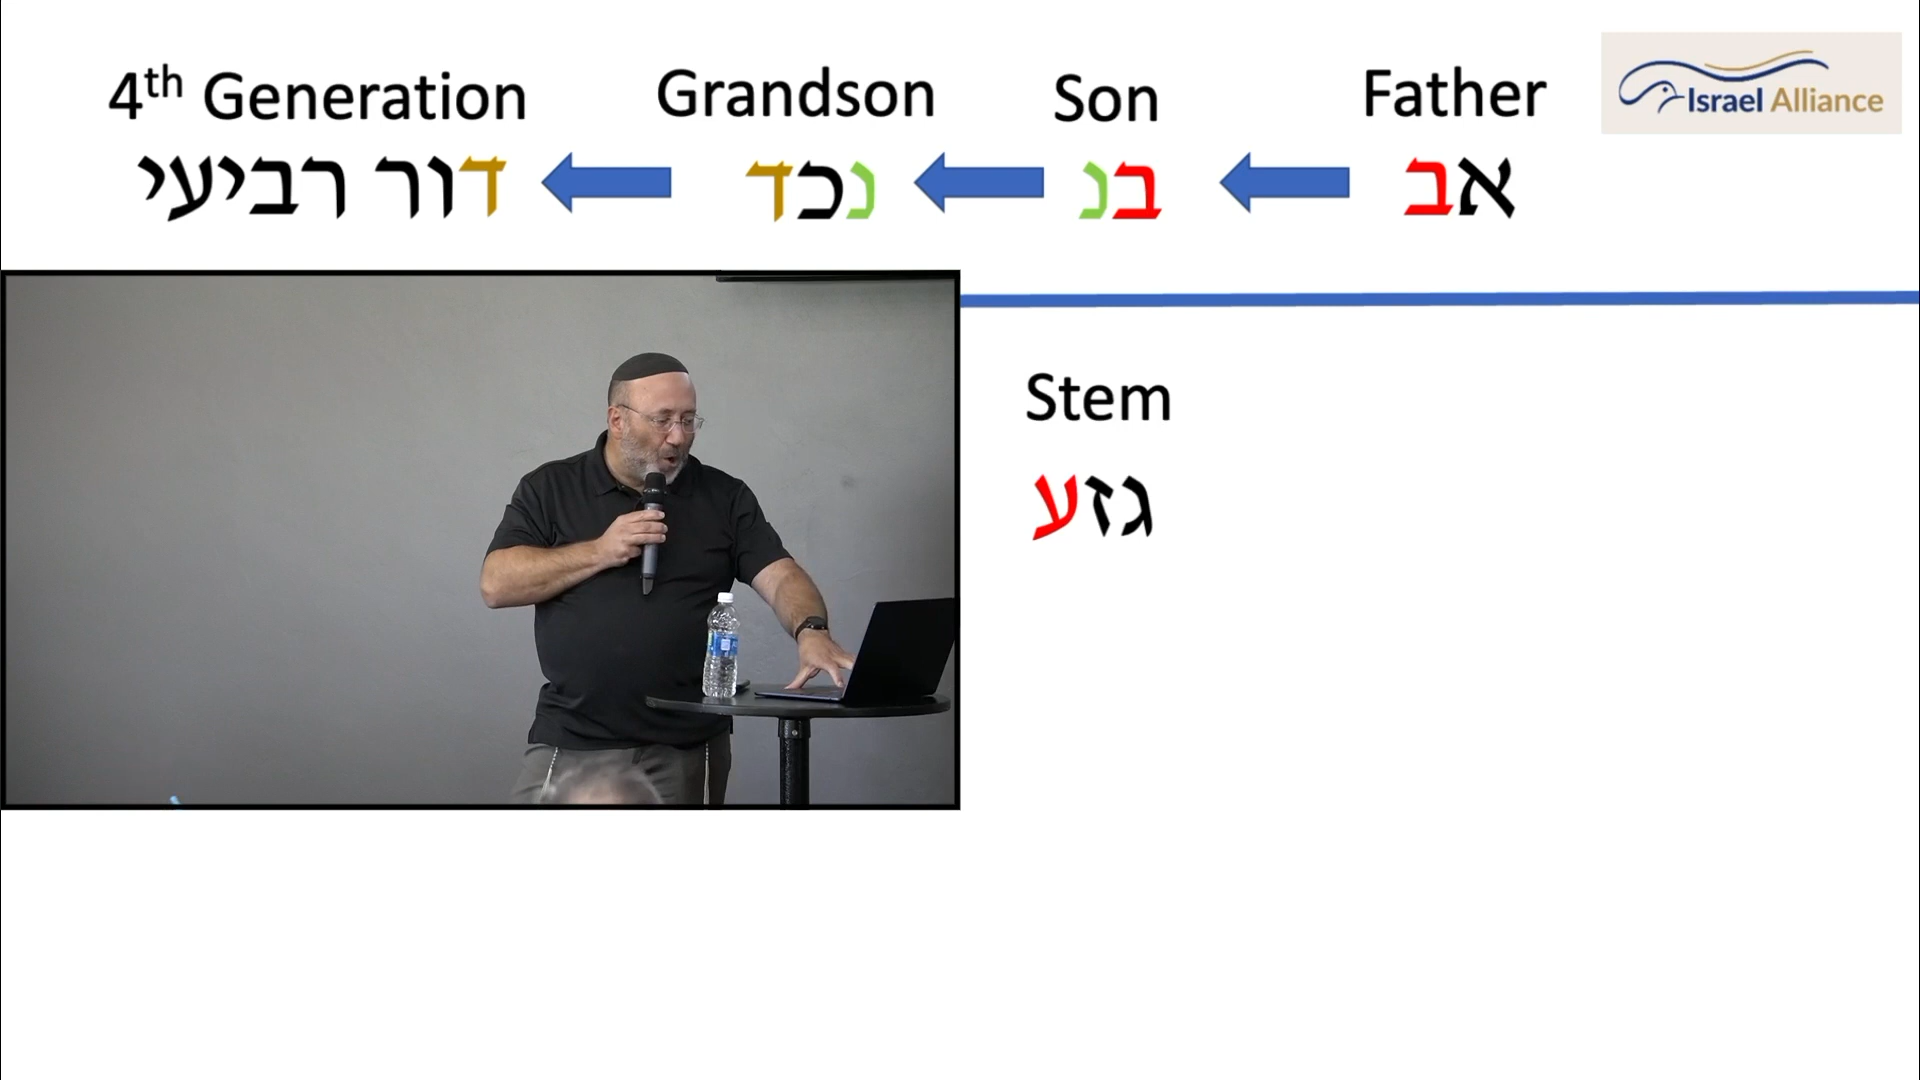 4th Generation Grandson Son Father
אב בנ נכד דור רביעי
Israel Alliance
Stem
גזע